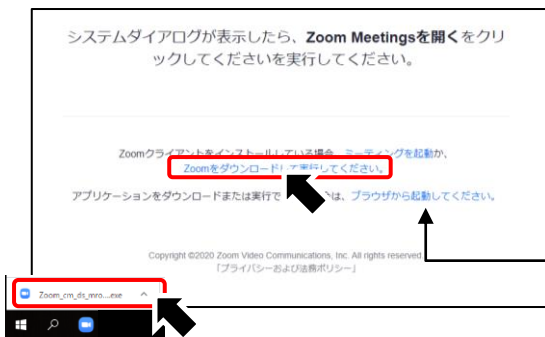 システムダイアログが表示したら、Zoom Meetingsを開くをクリ
ックしてくださいを実行してください。
Zoomクライアントをインストールしている場合、ミーティングを起動か、
Zoomをダウンロードして実行してください。
アプリケーションをダウンロードまたは実行で は、ブラウザから起動してください。
Copyright ©2020 Zoom Video Communications, Inc. All rights reserved.
「プライバシーおよび法務ポリシー」
Zoom_cm_ds_mro....exe